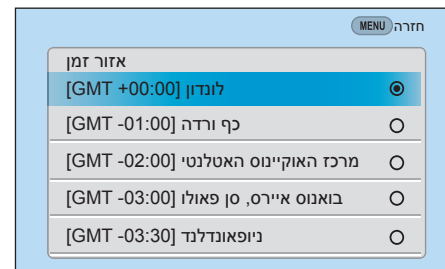 חזרה MENU
אזור זמן
לונדון [GMT +00:00]
כף ורדה [GMT -01:00]
מרכז האוקיינוס האטלנטי [GMT -02:00]
בואנוס איירס, סן פאולו [GMT -03:00]
ניופאונדלנד [GMT -03:30]